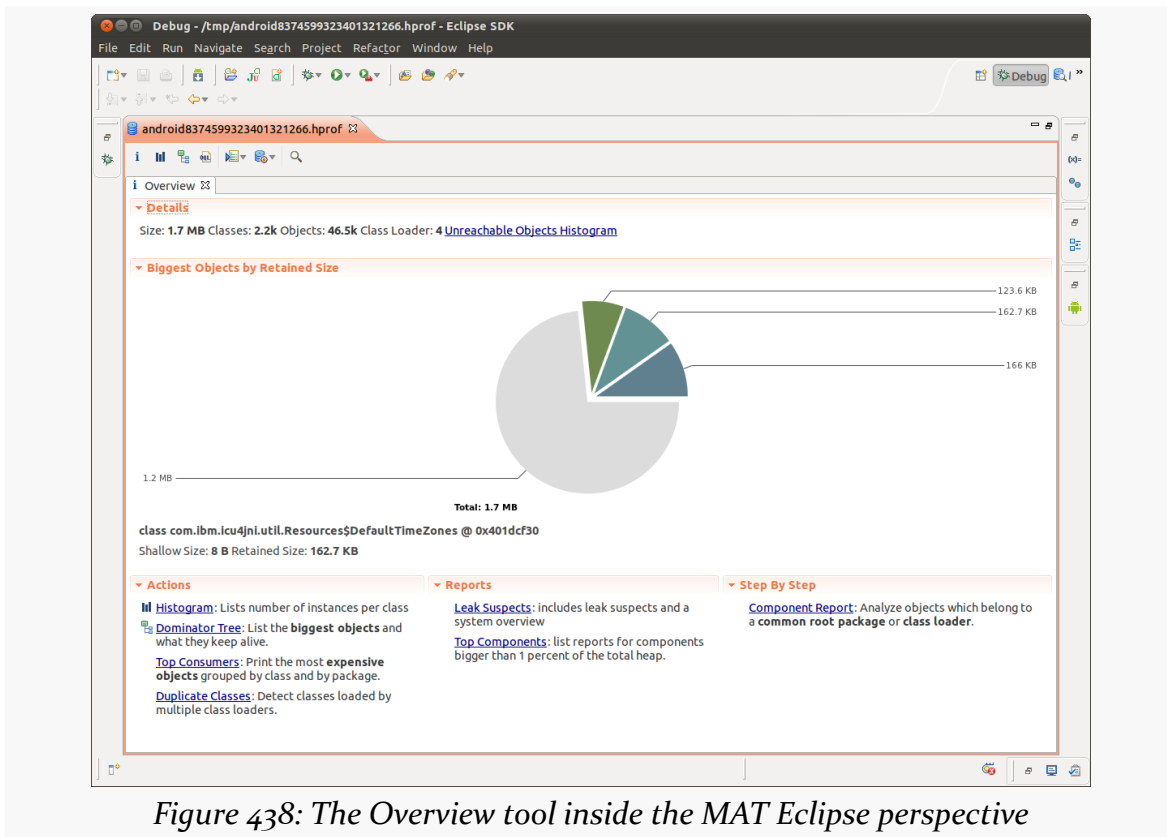 Debug - /tmp/android8374599323401321266.hprof - Eclipse SDK
File Edit Run Navigate Search Project Refactor Window Help
Debug
»
android8374599323401321266.hprof
i
OQL
(x)=
i Overview
Details
Size: 1.7 MB Classes: 2.2k Objects: 46.5k Class Loader: 4 Unreachable Objects Histogram
Biggest Objects by Retained Size
123.6 KB
162.7 KB
166 KB
1.2 MB
Total: 1.7 MB
class com.ibm.icu4jni.util.Resources$DefaultTimeZones @ 0x401dcf30
Shallow Size: 8 B Retained Size: 162.7 KB
Actions
Histogram: Lists number of instances per class
Dominator Tree: List the biggest objects and
what they keep alive.
Top Consumers: Print the most expensive
objects grouped by class and by package.
Duplicate Classes: Detect classes loaded by
multiple class loaders.
Reports
Leak Suspects: includes leak suspects and a
system overview
Top Components: list reports for components
bigger than 1 percent of the total heap.
Step By Step
Component Report: Analyze objects which belong to
a common root package or class loader.
Figure 438: The Overview tool inside the MAT Eclipse perspective